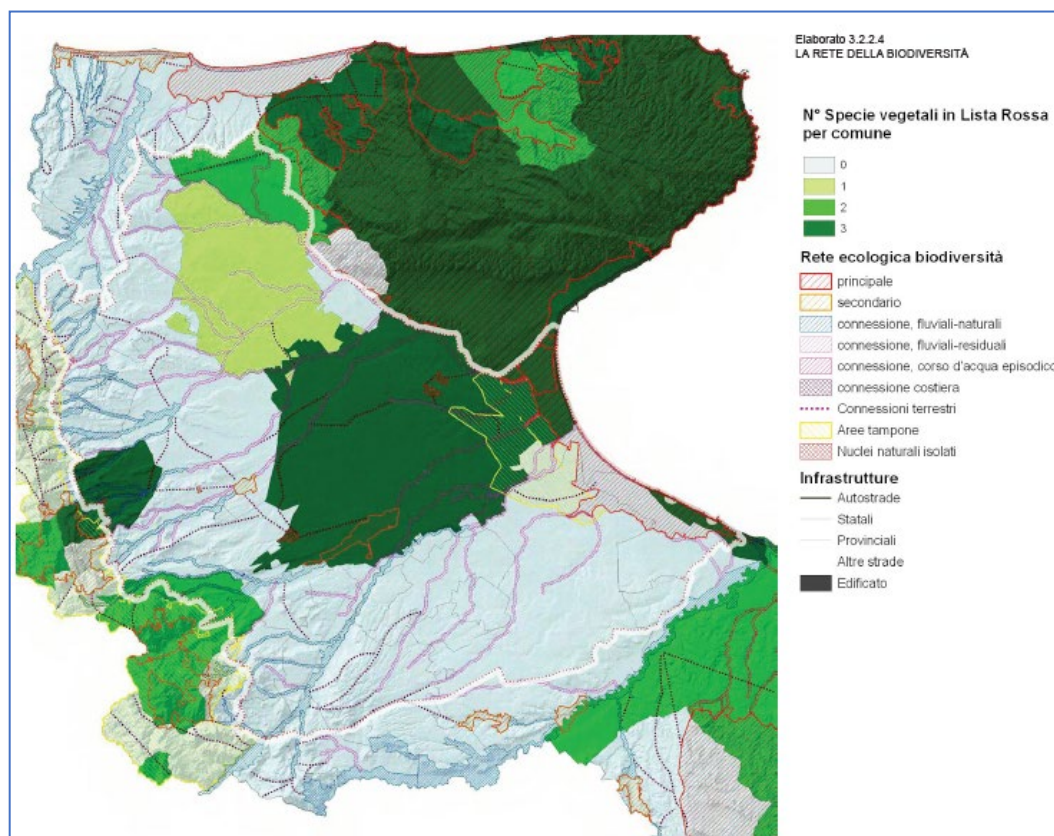 Elaborato 3.2.2.4
LA RETE DELLA BIODIVERSITÀ
N° Specie vegetali in Lista Rossa
per comune
0
1
2
3
Rete ecologica biodiversità
principale
secondario
connessione, fluviali-naturali
connessione, fluviali-residuali
connessione, corso d'acqua episodico
connessione costiera
Connessioni terrestri
Aree tampone
Nuclei naturali isolati
Infrastrutture
Autostrade
Statali
Provinciali
Altre strade
Edificato